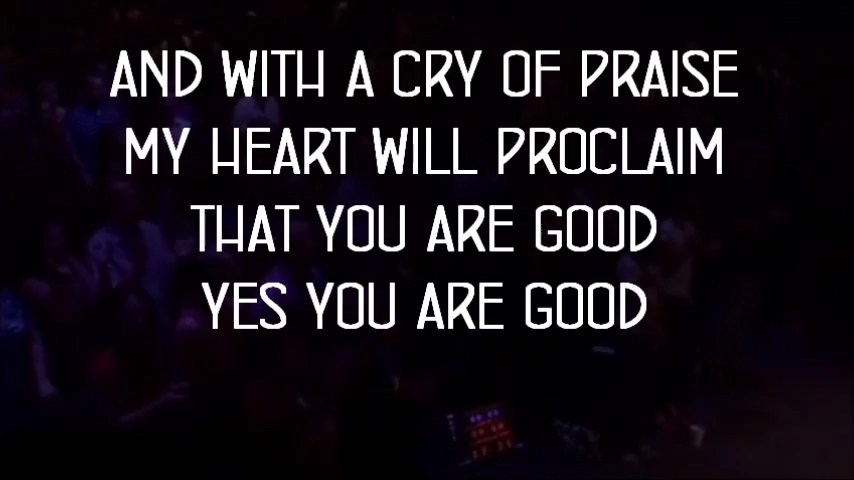 AND WITH A CRY OF PRAISE
MY HEART WILL PROCLAIM
THAT YOU ARE GOOD
YES YOU ARE GOOD